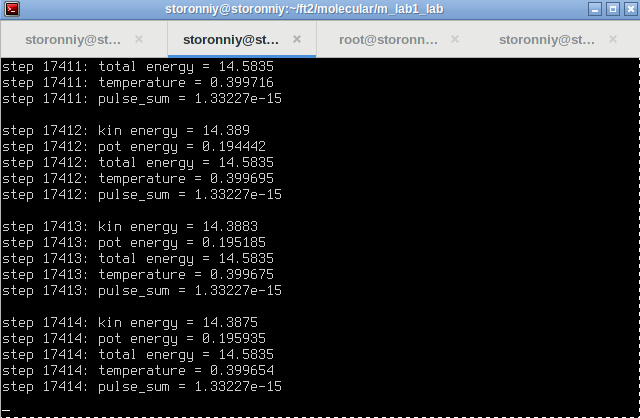 storonniy@storonniy:~/ft2/molecular/m_lab1_lab
storonniy@st...
storonniy@st...
root@storonn...
storonniy@st...
step 17411: total energy = 14.5835
step 17411: temperature = 0.399716
step 17411: pulse_sum = 1.33227e-15
step 17412: kin energy = 14.389
step 17412: pot energy = 0.194442
step 17412: total energy = 14.5835
step 17412: temperature = 0.399695
step 17412: pulse_sum = 1.33227e-15
step 17413: kin energy = 14.3883
step 17413: pot energy = 0.195185
step 17413: total energy = 14.5835
step 17413: temperature = 0.399675
step 17413: pulse_sum = 1.33227e-15
step 17414: kin energy = 14.3875
step 17414: pot energy = 0.195935
step 17414: total energy = 14.5835
step 17414: temperature = 0.399654
step 17414: pulse_sum = 1.33227e-15